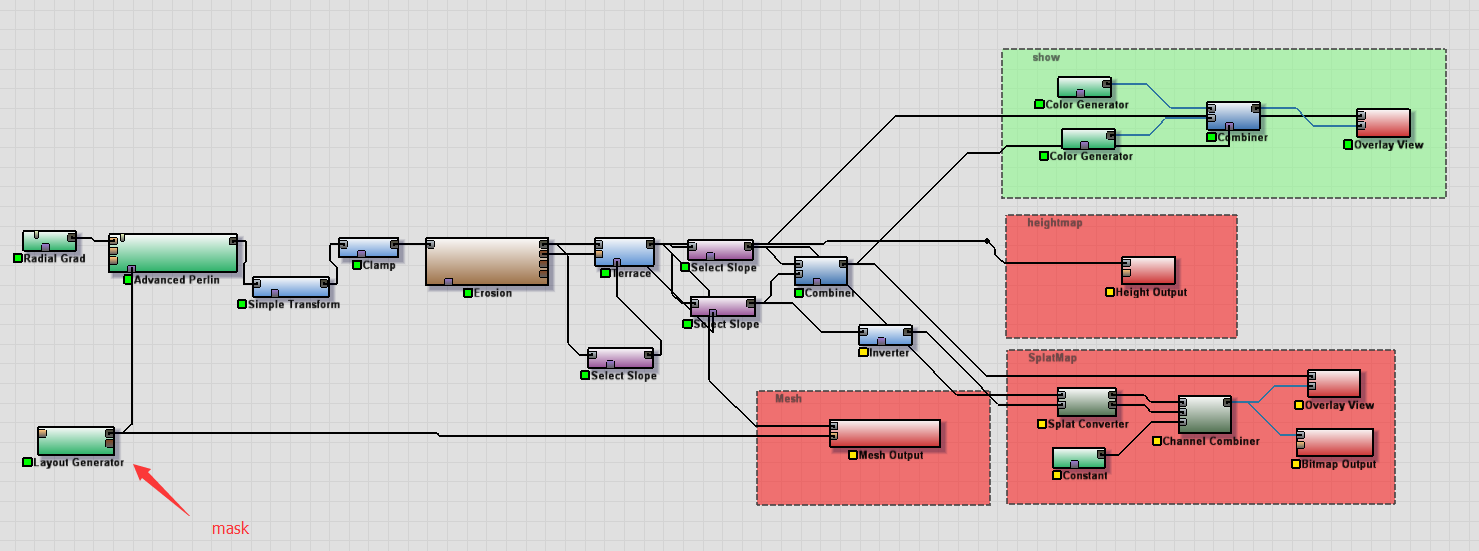 show
Color Generator
Combiner
Color Generator
Overlay View
heightmap
Radial Grad
Advanced Perlin
Simple Transform
Clamp
Erosion
Terrace
Select Slope
Combiner
Height Output
Select Slope
Inverter
Select Slope
SplatMap
Mesh
Overlay View
Splat Converter
Channel Combiner
Layout Generator
Mesh Output
Constant
Bitmap Output
mask